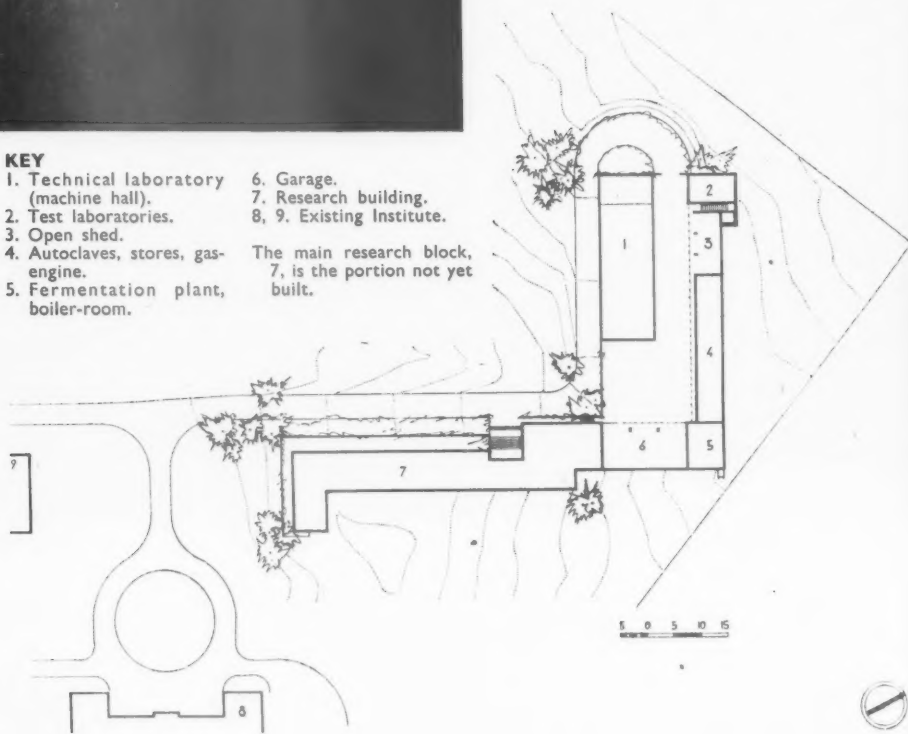 KEY
1. Technical laboratory
(machine hall).
2. Test laboratories.
3. Open shed.
4. Autoclaves, stores, gas-
engine.
5. Fermentation plant,
boiler-room.
6. Garage.
7. Research building.
8, 9. Existing Institute.
The main research block,
7, is the portion not yet
built.
2
1
3
4
9
7
6
5
5 0 5 10 15
8